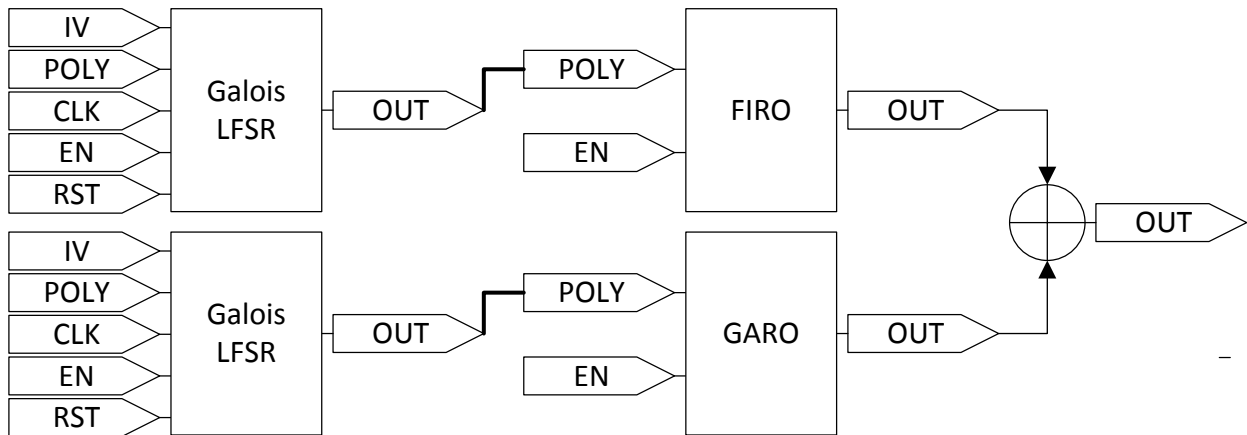 IV
POLY
CLK
EN
RST
Galois
LFSR
OUT
POLY
EN
FIRO
OUT
IV
POLY
CLK
EN
RST
Galois
LFSR
OUT
POLY
EN
GARO
OUT
OUT